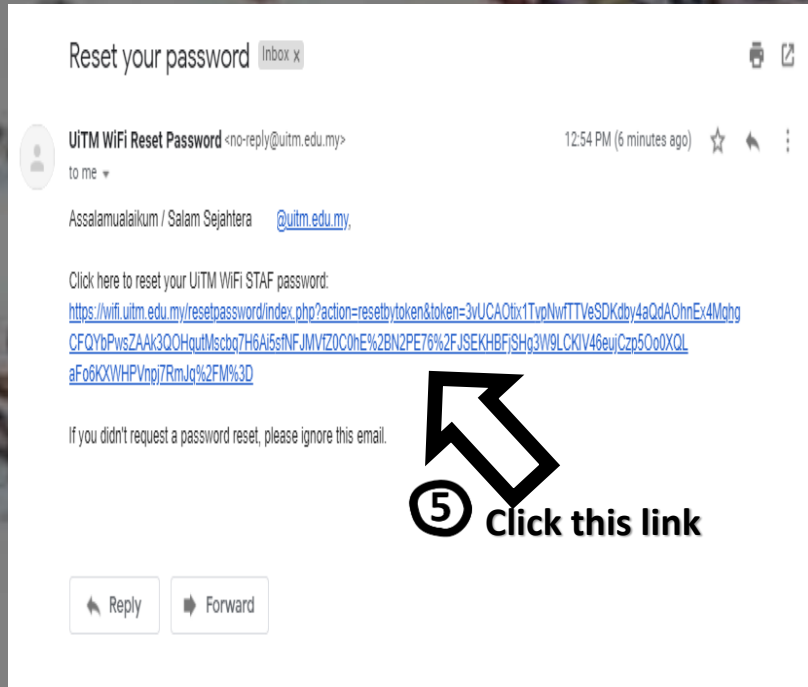 Reset your password Inbox x
UiTM WiFi Reset Password <no-reply@uitm.edu.my> 12:54 PM (6 minutes ago)
to me
Assalamualaikum / Salam Sejahtera @uitm.edu.my,
Click here to reset your UiTM WiFi STAF password:
https://wifi.uitm.edu.my/resetpassword/index.php?action=resetbytoken&token=3vUCAOtix1TvpNwfTTVeSDKdby4aQdAOhnEx4Mqhg
CFQYbPwsZAAk3QOHqutMscbq7H6Ai5sfNFJMVfZ0C0hE%2BN2PE76%2FJSEKHBFjSHg3W9LCKIV46eujCzp5Oo0XQL
aFo6KXWHPVnpj7RmJq%2FM%3D
If you didn't request a password reset, please ignore this email.
5 Click this link
Reply Forward